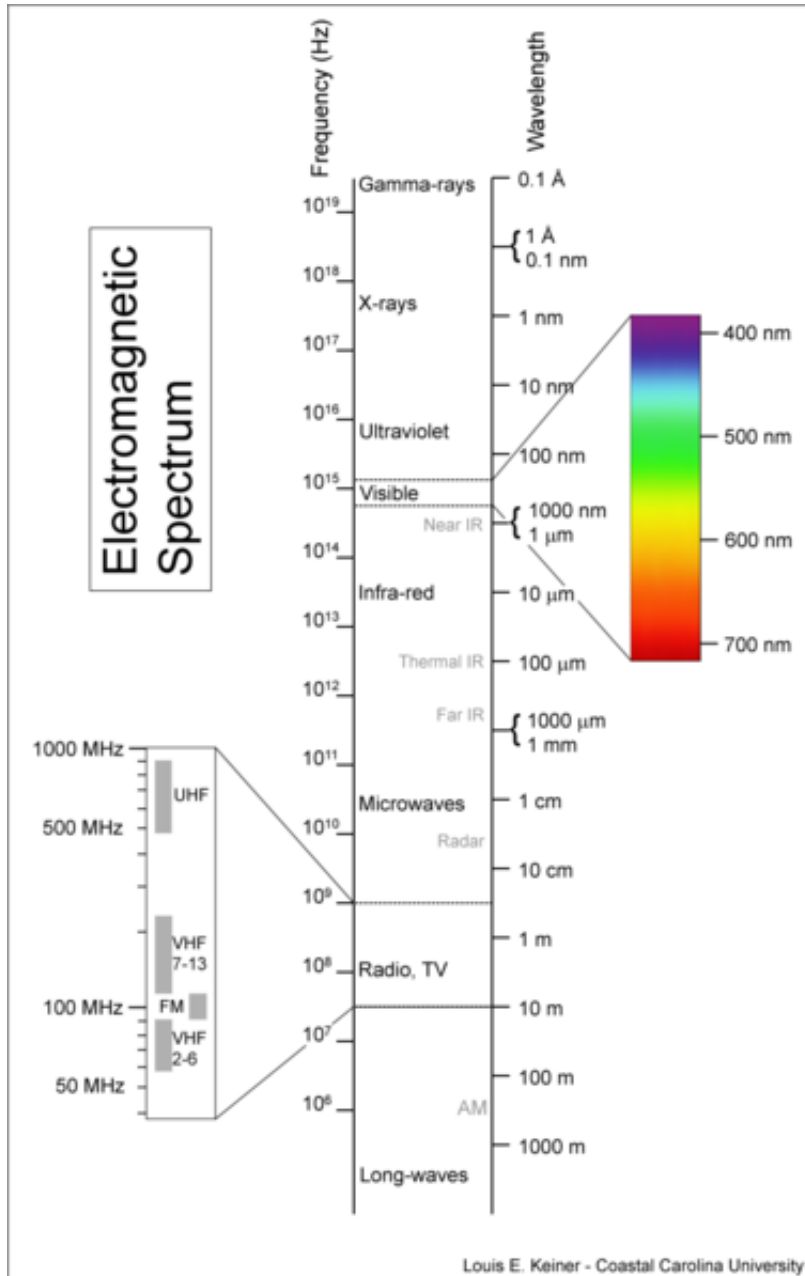 Electromagnetic
Spectrum
Frequency (Hz)
Wavelength
Gamma-rays
X-rays
Ultraviolet
Visible
Near IR
Infra-red
Thermal IR
Far IR
Microwaves
Radar
Radio, TV
AM
Long-waves
10¹⁹
10¹⁸
10¹⁷
10¹⁶
10¹⁵
10¹⁴
10¹³
10¹²
10¹¹
10¹⁰
10⁹
10⁸
10⁷
10⁶
0.1 Å
1 Å
0.1 nm
1 nm
10 nm
100 nm
1000 nm
1 µm
10 µm
100 µm
1000 µm
1 mm
1 cm
10 cm
1 m
10 m
100 m
1000 m
400 nm
500 nm
600 nm
700 nm
1000 MHz
500 MHz
100 MHz
50 MHz
UHF
VHF
7-13
FM
VHF
2-6
Louis E. Keiner - Coastal Carolina University